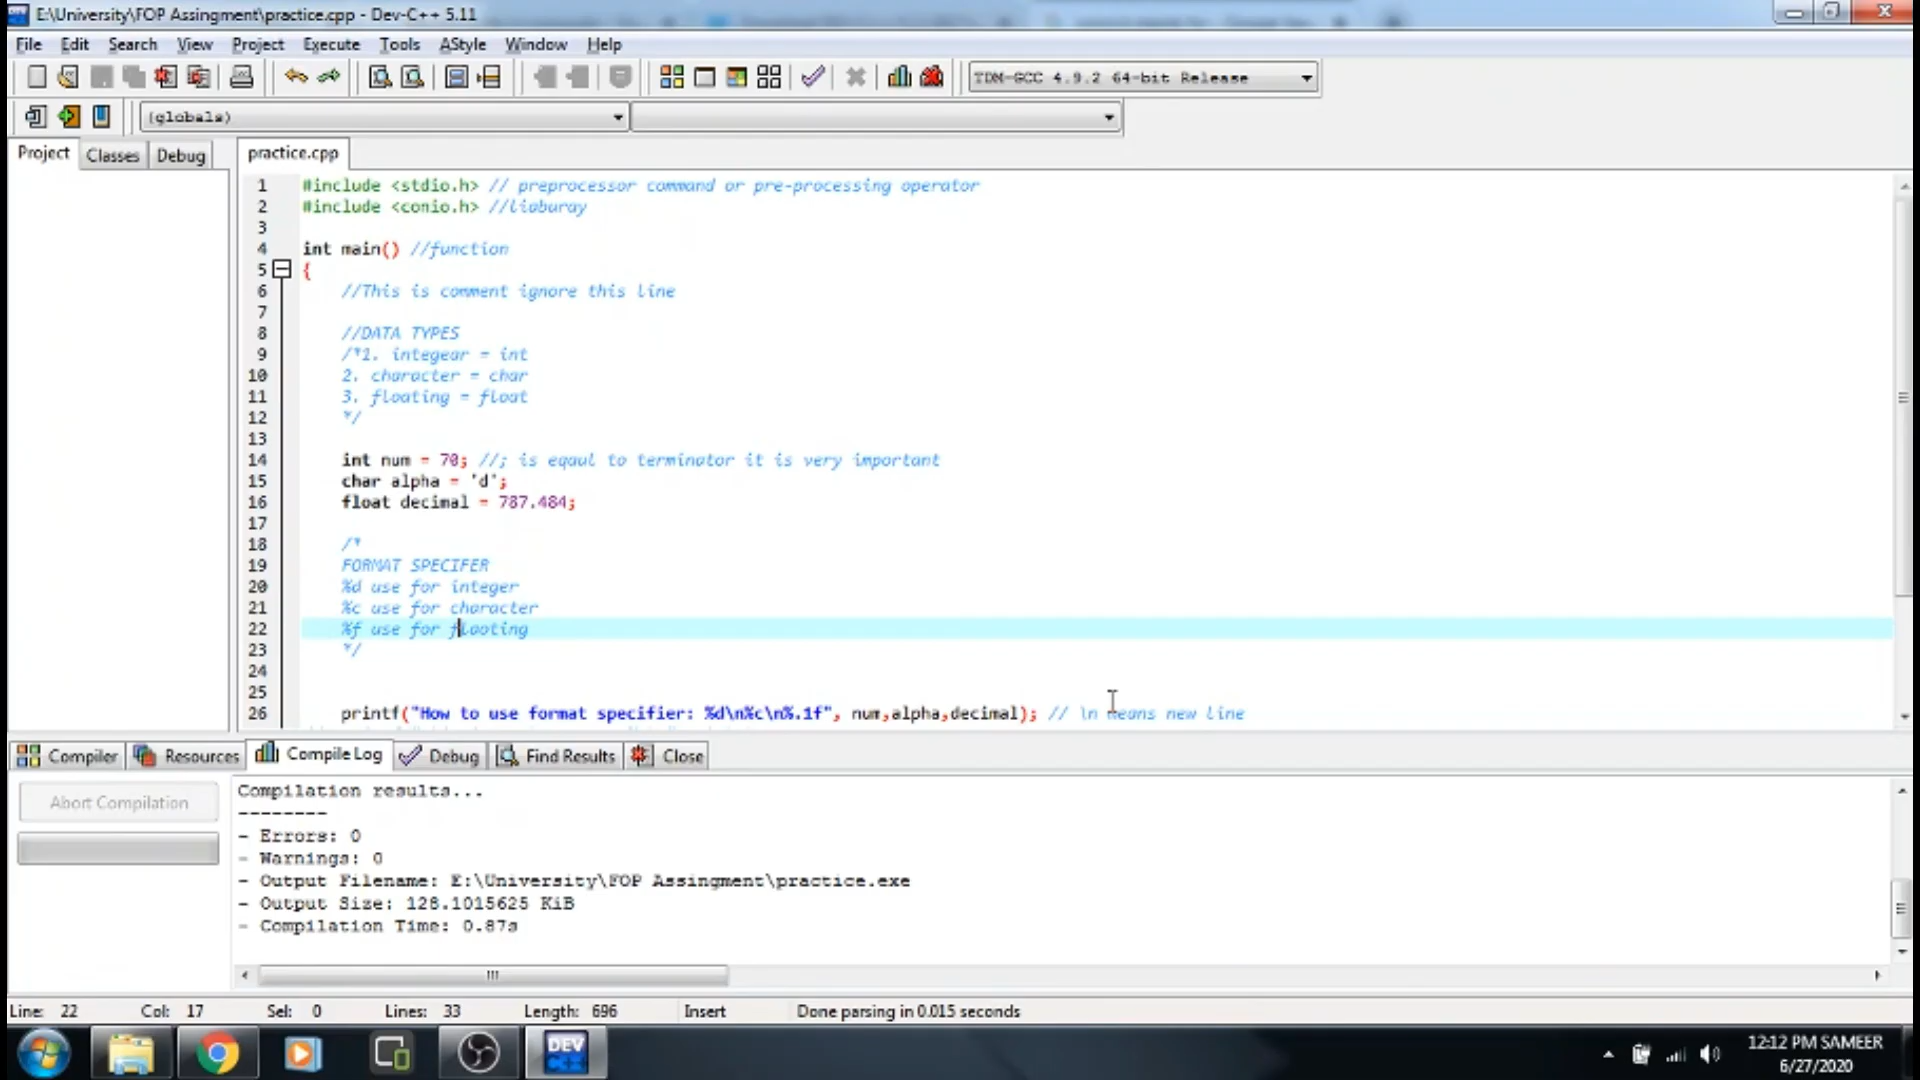 E:\University\FOP Assingment\practice.cpp - Dev-C++ 5.11
File Edit Search View Project Execute Tools AStyle Window Help
TDM-GCC 4.9.2 64-bit Release
(globals)
Project Classes Debug practice.cpp
1 #include <stdio.h> // preprocessor command or pre-processing operator
2 #include <conio.h> //liaburay
3
4 int main() //function
5 {
6 //This is comment ignore this line
7
8 //DATA TYPES
9 /*1. integear = int
10 2. character = char
11 3. floating = float
12 */
13
14 int num = 70; //; is eqaul to terminator it is very important
15 char alpha = 'd';
16 float decimal = 787.484;
17
18 /*
19 FORMAT SPECIFER
20 %d use for integer
21 %c use for character
22 %f use for flaoting
23 */
24
25
26 printf("How to use format specifier: %d\n%c\n%.1f", num,alpha,decimal); // \n means new line
Compiler Resources Compile Log Debug Find Results Close
Abort Compilation
Compilation results...
--------
- Errors: 0
- Warnings: 0
- Output Filename: E:\University\FOP Assingment\practice.exe
- Output Size: 128.1015625 KiB
- Compilation Time: 0.87s
Line: 22 Col: 17 Sel: 0 Lines: 33 Length: 696 Insert Done parsing in 0.015 seconds
DEV C++
12:12 PM SAMEER
6/27/2020